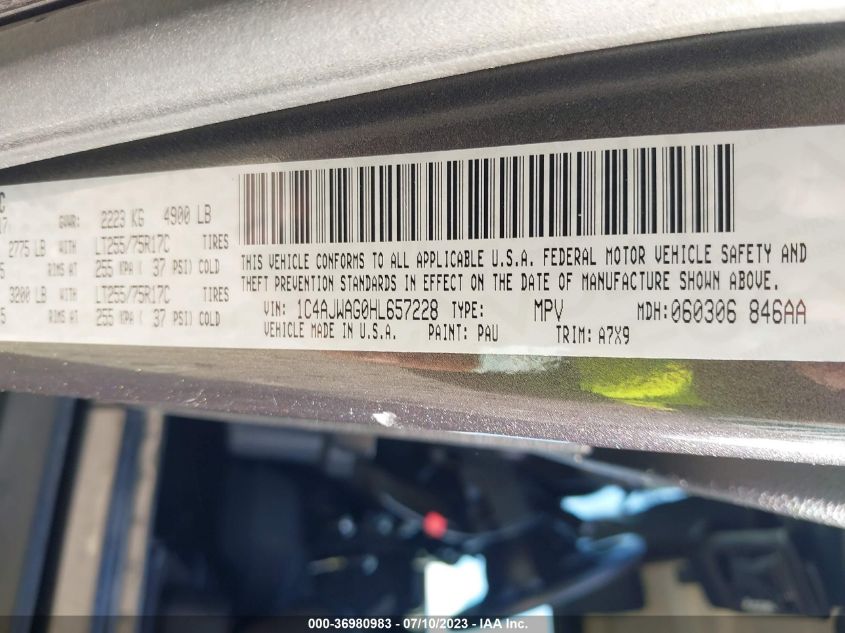 C
17
GVWR: 2223 KG 4900 LB
2775 LB WITH LT255/75R17C TIRES
5 RIMS AT 255 KPA ( 37 PSI) COLD
3200 LB WITH LT255/75R17C TIRES
5 RIMS AT 255 KPA ( 37 PSI) COLD
THIS VEHICLE CONFORMS TO ALL APPLICABLE U.S.A. FEDERAL MOTOR VEHICLE SAFETY AND
THEFT PREVENTION STANDARDS IN EFFECT ON THE DATE OF MANUFACTURE SHOWN ABOVE.
VIN: 1C4AJWAG0HL657228 TYPE: MPV MDH:060306 846AA
VEHICLE MADE IN U.S.A. PAINT: PAU TRIM: A7X9
000-36980983 / 07/10/2023 - IAA Inc.